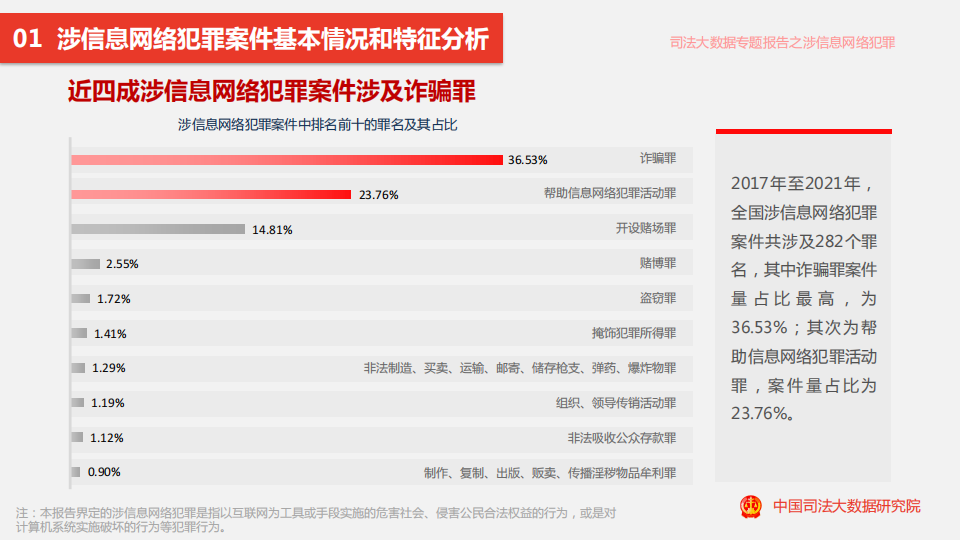 01 涉信息网络犯罪案件基本情况和特征分析
司法大数据专题报告之涉信息网络犯罪
近四成涉信息网络犯罪案件涉及诈骗罪
涉信息网络犯罪案件中排名前十的罪名及其占比
36.53% 诈骗罪
23.76% 帮助信息网络犯罪活动罪
14.81% 开设赌场罪
2.55% 赌博罪
1.72% 盗窃罪
1.41% 掩饰犯罪所得罪
1.29% 非法制造、买卖、运输、邮寄、储存枪支、弹药、爆炸物罪
1.19% 组织、领导传销活动罪
1.12% 非法吸收公众存款罪
0.90% 制作、复制、出版、贩卖、传播淫秽物品牟利罪
2017年至2021年，
全国涉信息网络犯罪
案件共涉及282个罪
名，其中诈骗罪案件
量占比最高，为
36.53%；其次为帮
助信息网络犯罪活动
罪，案件量占比为
23.76%。
中国司法大数据研究院
注：本报告界定的涉信息网络犯罪是指以互联网为工具或手段实施的危害社会、侵害公民合法权益的行为，或是对
计算机系统实施破坏的行为等犯罪行为。